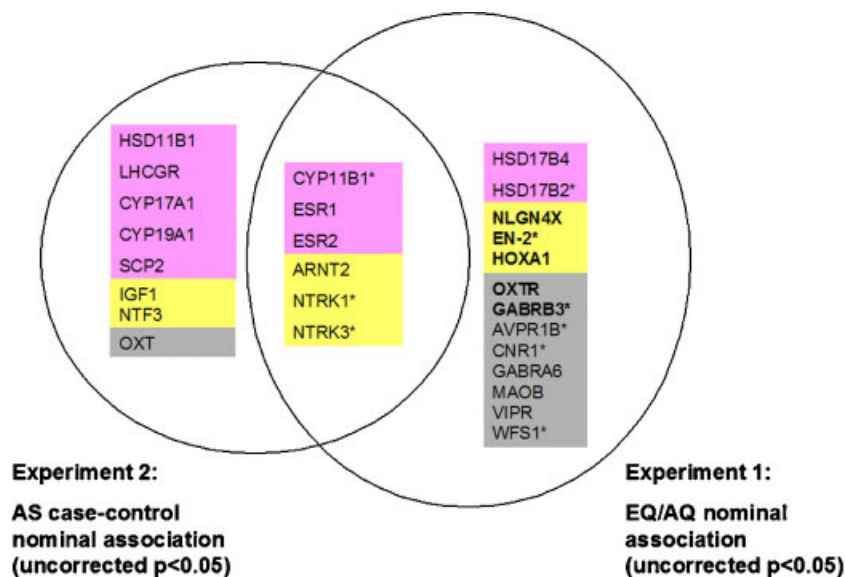 HSD11B1
LHCGR
CYP17A1
CYP19A1
SCP2
IGF1
NTF3
OXT
CYP11B1*
ESR1
ESR2
ARNT2
NTRK1*
NTRK3*
HSD17B4
HSD17B2*
NLGN4X
EN-2*
HOXA1
OXTR
GABRB3*
AVPR1B*
CNR1*
GABRA6
MAOB
VIPR
WFS1*
Experiment 2:
AS case-control
nominal association
(uncorrected p<0.05)
Experiment 1:
EQ/AQ nominal
association
(uncorrected p<0.05)